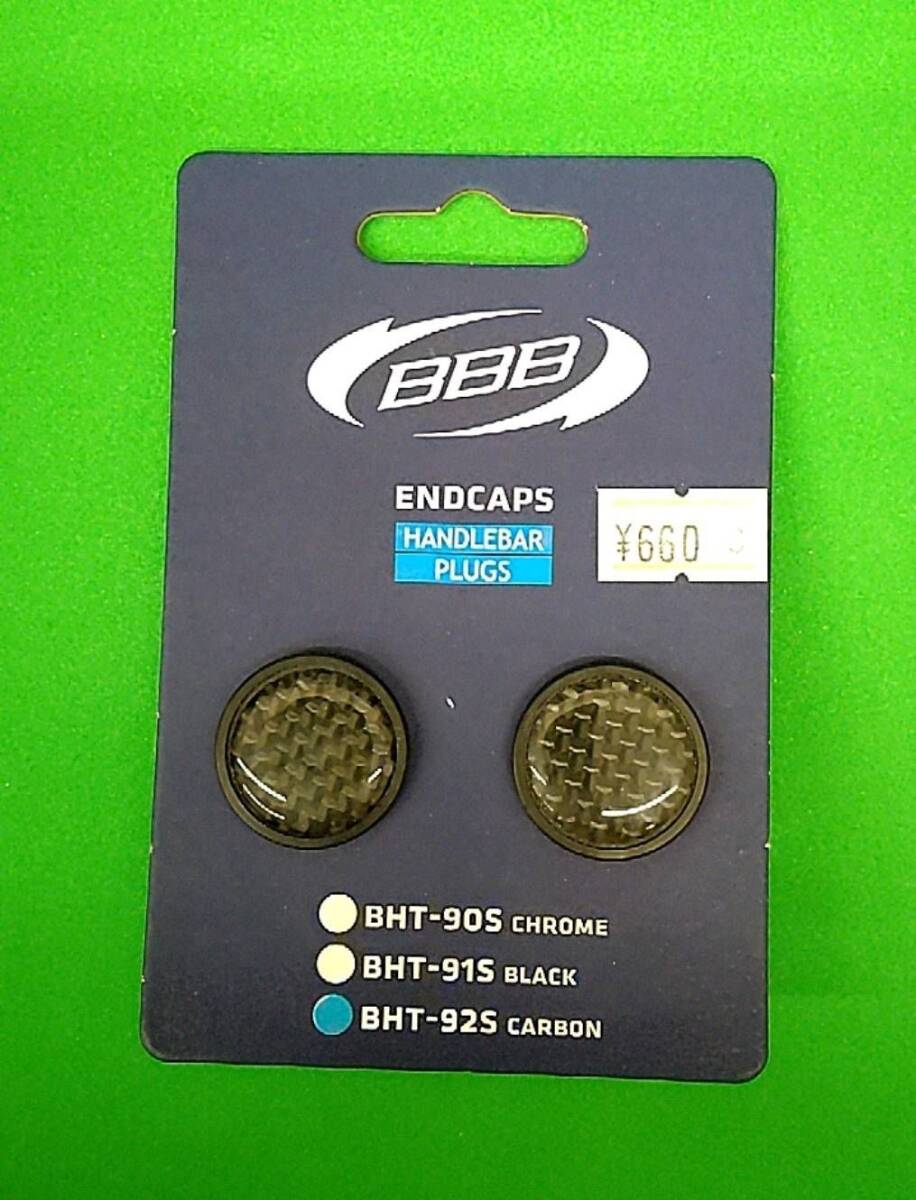 BBB
ENDCAPS
HANDLEBAR
PLUGS
¥660
BHT-90S CHROME
BHT-91S BLACK
BHT-92S CARBON